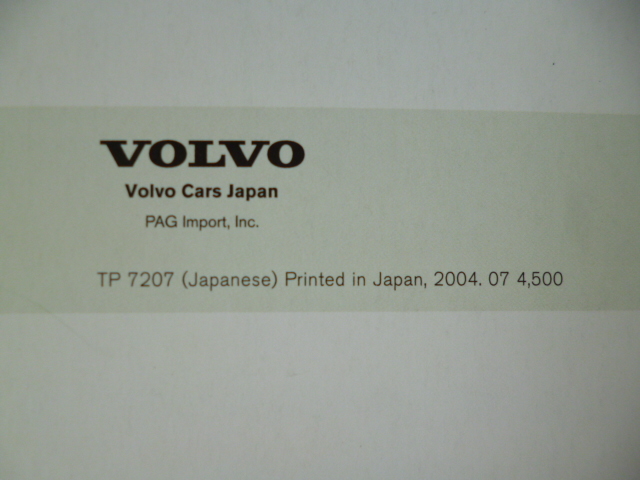 VOLVO
Volvo Cars Japan
PAG Import, Inc.
TP 7207 (Japanese) Printed in Japan, 2004. 07 4,500